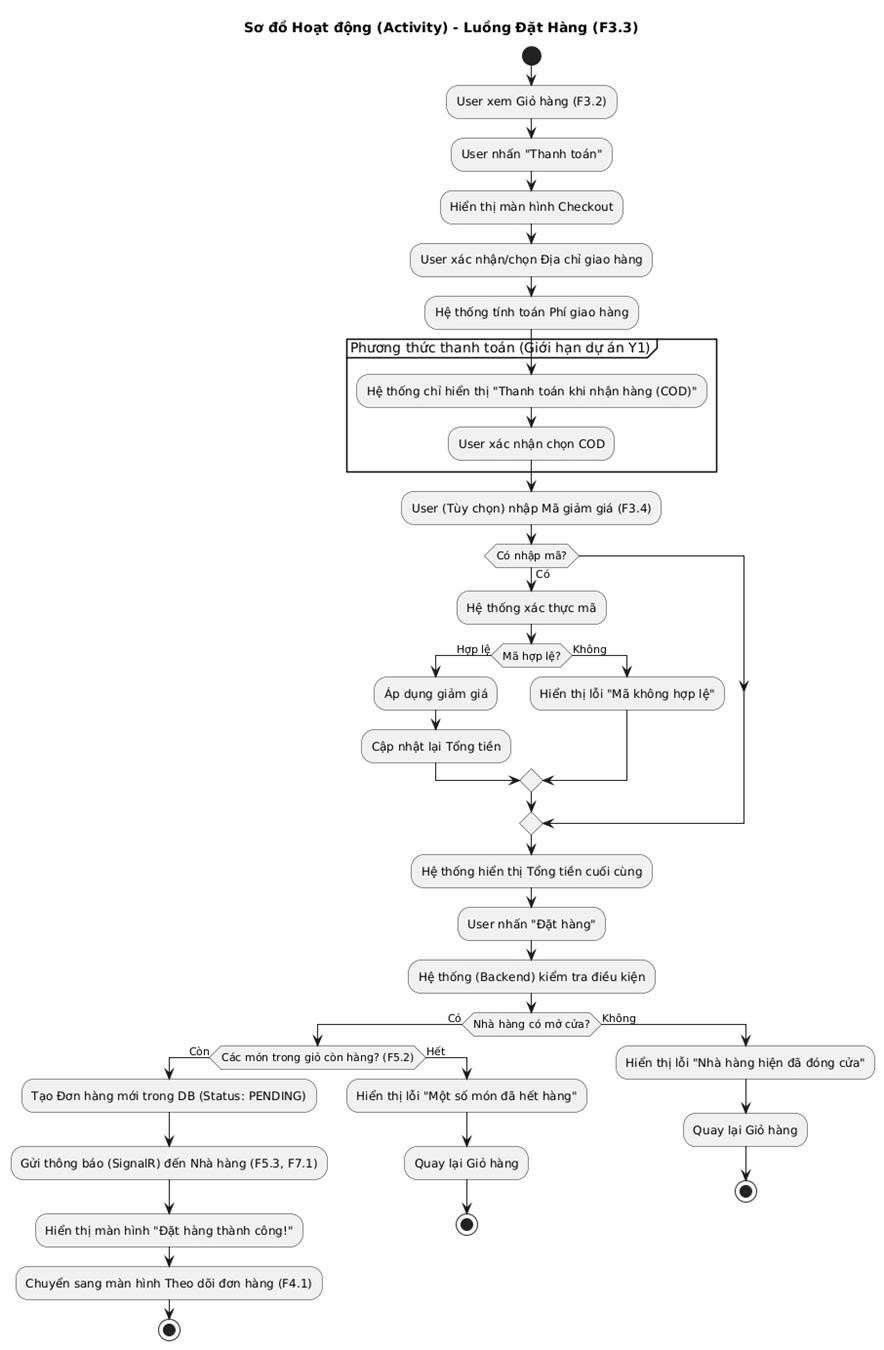 Sơ đồ Hoạt động (Activity) - Luồng Đặt Hàng (F3.3)
User xem Giỏ hàng (F3.2)
User nhấn "Thanh toán"
Hiển thị màn hình Checkout
User xác nhận/chọn Địa chỉ giao hàng
Hệ thống tính toán Phí giao hàng
Phương thức thanh toán (Giới hạn dự án Y1)
Hệ thống chỉ hiển thị "Thanh toán khi nhận hàng (COD)"
User xác nhận chọn COD
User (Tùy chọn) nhập Mã giảm giá (F3.4)
Có nhập mã?
Có
Hệ thống xác thực mã
Hợp lệ
Mã hợp lệ?
Không
Áp dụng giảm giá
Hiển thị lỗi "Mã không hợp lệ"
Cập nhật lại Tổng tiền
Hệ thống hiển thị Tổng tiền cuối cùng
User nhấn "Đặt hàng"
Hệ thống (Backend) kiểm tra điều kiện
Có
Nhà hàng có mở cửa?
Không
Còn
Các món trong giỏ còn hàng? (F5.2)
Hết
Hiển thị lỗi "Nhà hàng hiện đã đóng cửa"
Tạo Đơn hàng mới trong DB (Status: PENDING)
Hiển thị lỗi "Một số món đã hết hàng"
Quay lại Giỏ hàng
Gửi thông báo (SignalR) đến Nhà hàng (F5.3, F7.1)
Quay lại Giỏ hàng
Hiển thị màn hình "Đặt hàng thành công!"
Chuyển sang màn hình Theo dõi đơn hàng (F4.1)